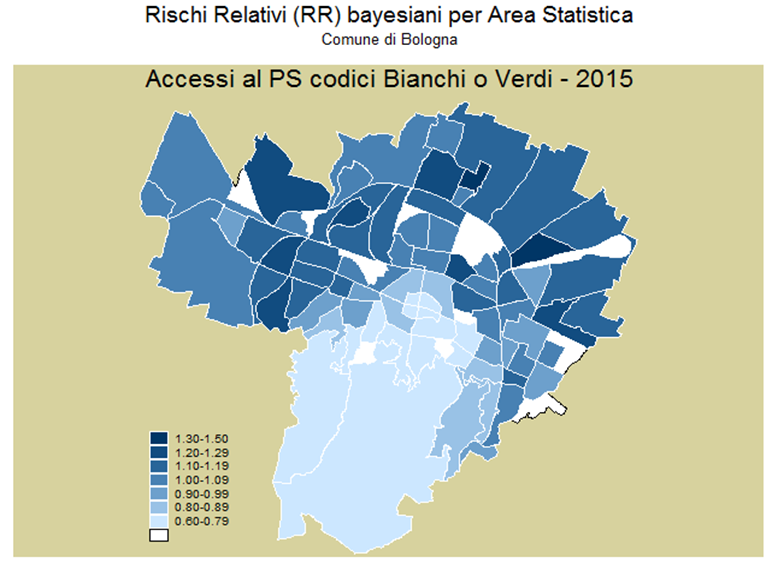 Rischi Relativi (RR) bayesiani per Area Statistica
Comune di Bologna
Accessi al PS codici Bianchi o Verdi - 2015
1.30-1.50
1.20-1.29
1.10-1.19
1.00-1.09
0.90-0.99
0.80-0.89
0.60-0.79